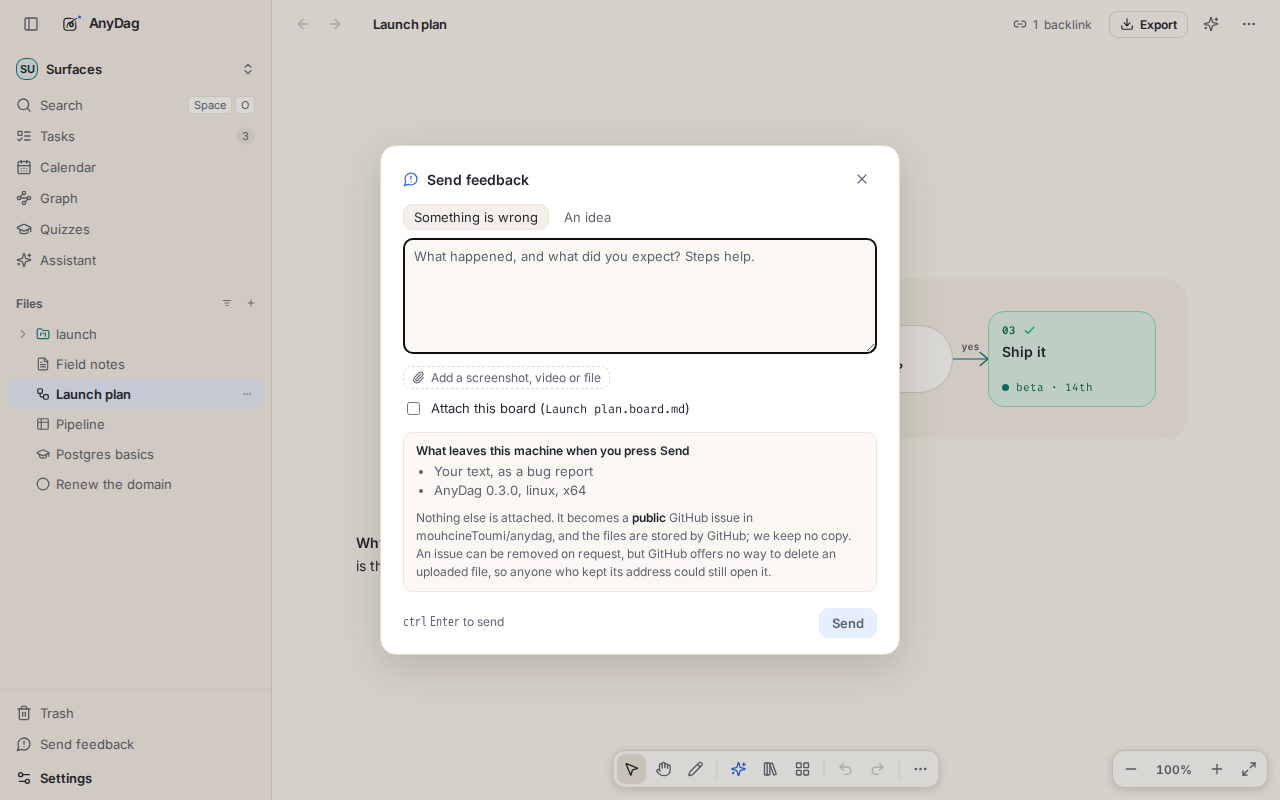 AnyDag
Launch plan
1 backlink
Export
SU
Surfaces
Search
Space
O
Tasks
3
Calendar
Graph
Quizzes
Assistant
Files
launch
Field notes
Launch plan
Pipeline
Postgres basics
Renew the domain
Trash
Send feedback
Settings
Send feedback
Something is wrong
An idea
What happened, and what did you expect? Steps help.
Add a screenshot, video or file
Attach this board (Launch plan.board.md)
What leaves this machine when you press Send
• Your text, as a bug report
• AnyDag 0.3.0, linux, x64
Nothing else is attached. It becomes a public GitHub issue in
mouhcineToumi/anydag, and the files are stored by GitHub; we keep no copy.
An issue can be removed on request, but GitHub offers no way to delete an
uploaded file, so anyone who kept its address could still open it.
ctrl Enter to send
Send
yes
03
Ship it
beta · 14th
is
100%